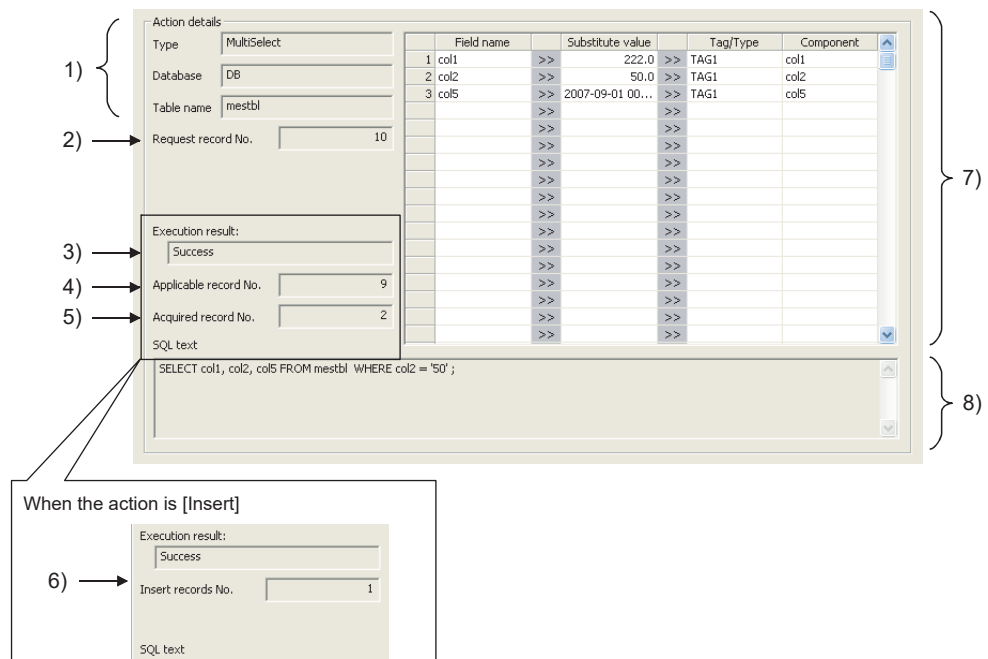 Action details
1)
Type MultiSelect
Database DB
Table name mestbl
2) Request record No. 10
3) Execution result:
Success
4) Applicable record No. 9
5) Acquired record No. 2
SQL text
Field name Substitute value Tag/Type Component
1 col1 >> 222.0 >> TAG1 col1
2 col2 >> 50.0 >> TAG1 col2
3 col5 >> 2007-09-01 00... >> TAG1 col5
>> >>
>> >>
>> >>
>> >>
>> >>
>> >>
>> >>
>> >>
>> >>
>> >>
>> >>
>> >>
>> >>
>> >>
7)
SELECT col1, col2, col5 FROM mestbl WHERE col2 = '50' ;
8)
When the action is [Insert]
Execution result:
Success
6) Insert records No. 1
SQL text